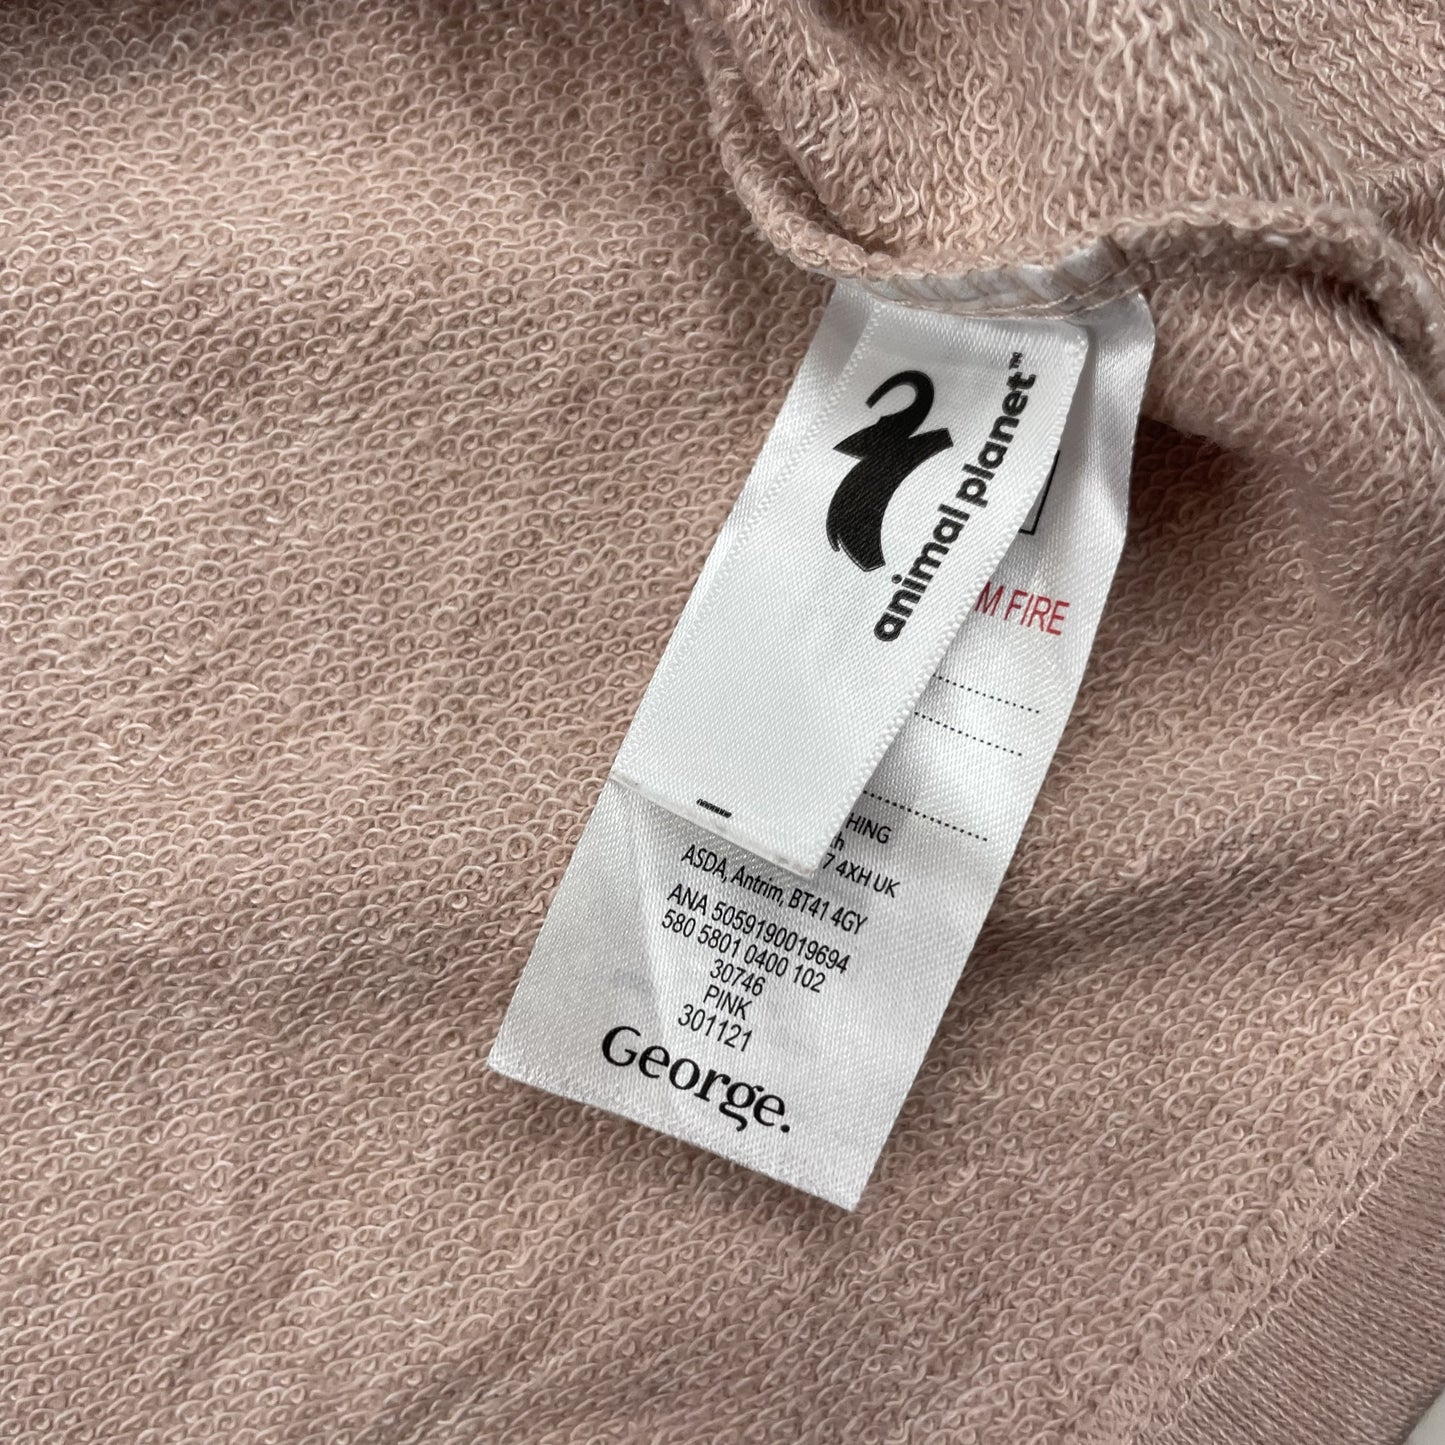 animal planet™
M FIRE
HING
7 4XH UK
ASDA, Antrim, BT41 4GY
ANA 5059190019694
580 5801 0400 102
30746
PINK
301121
George.